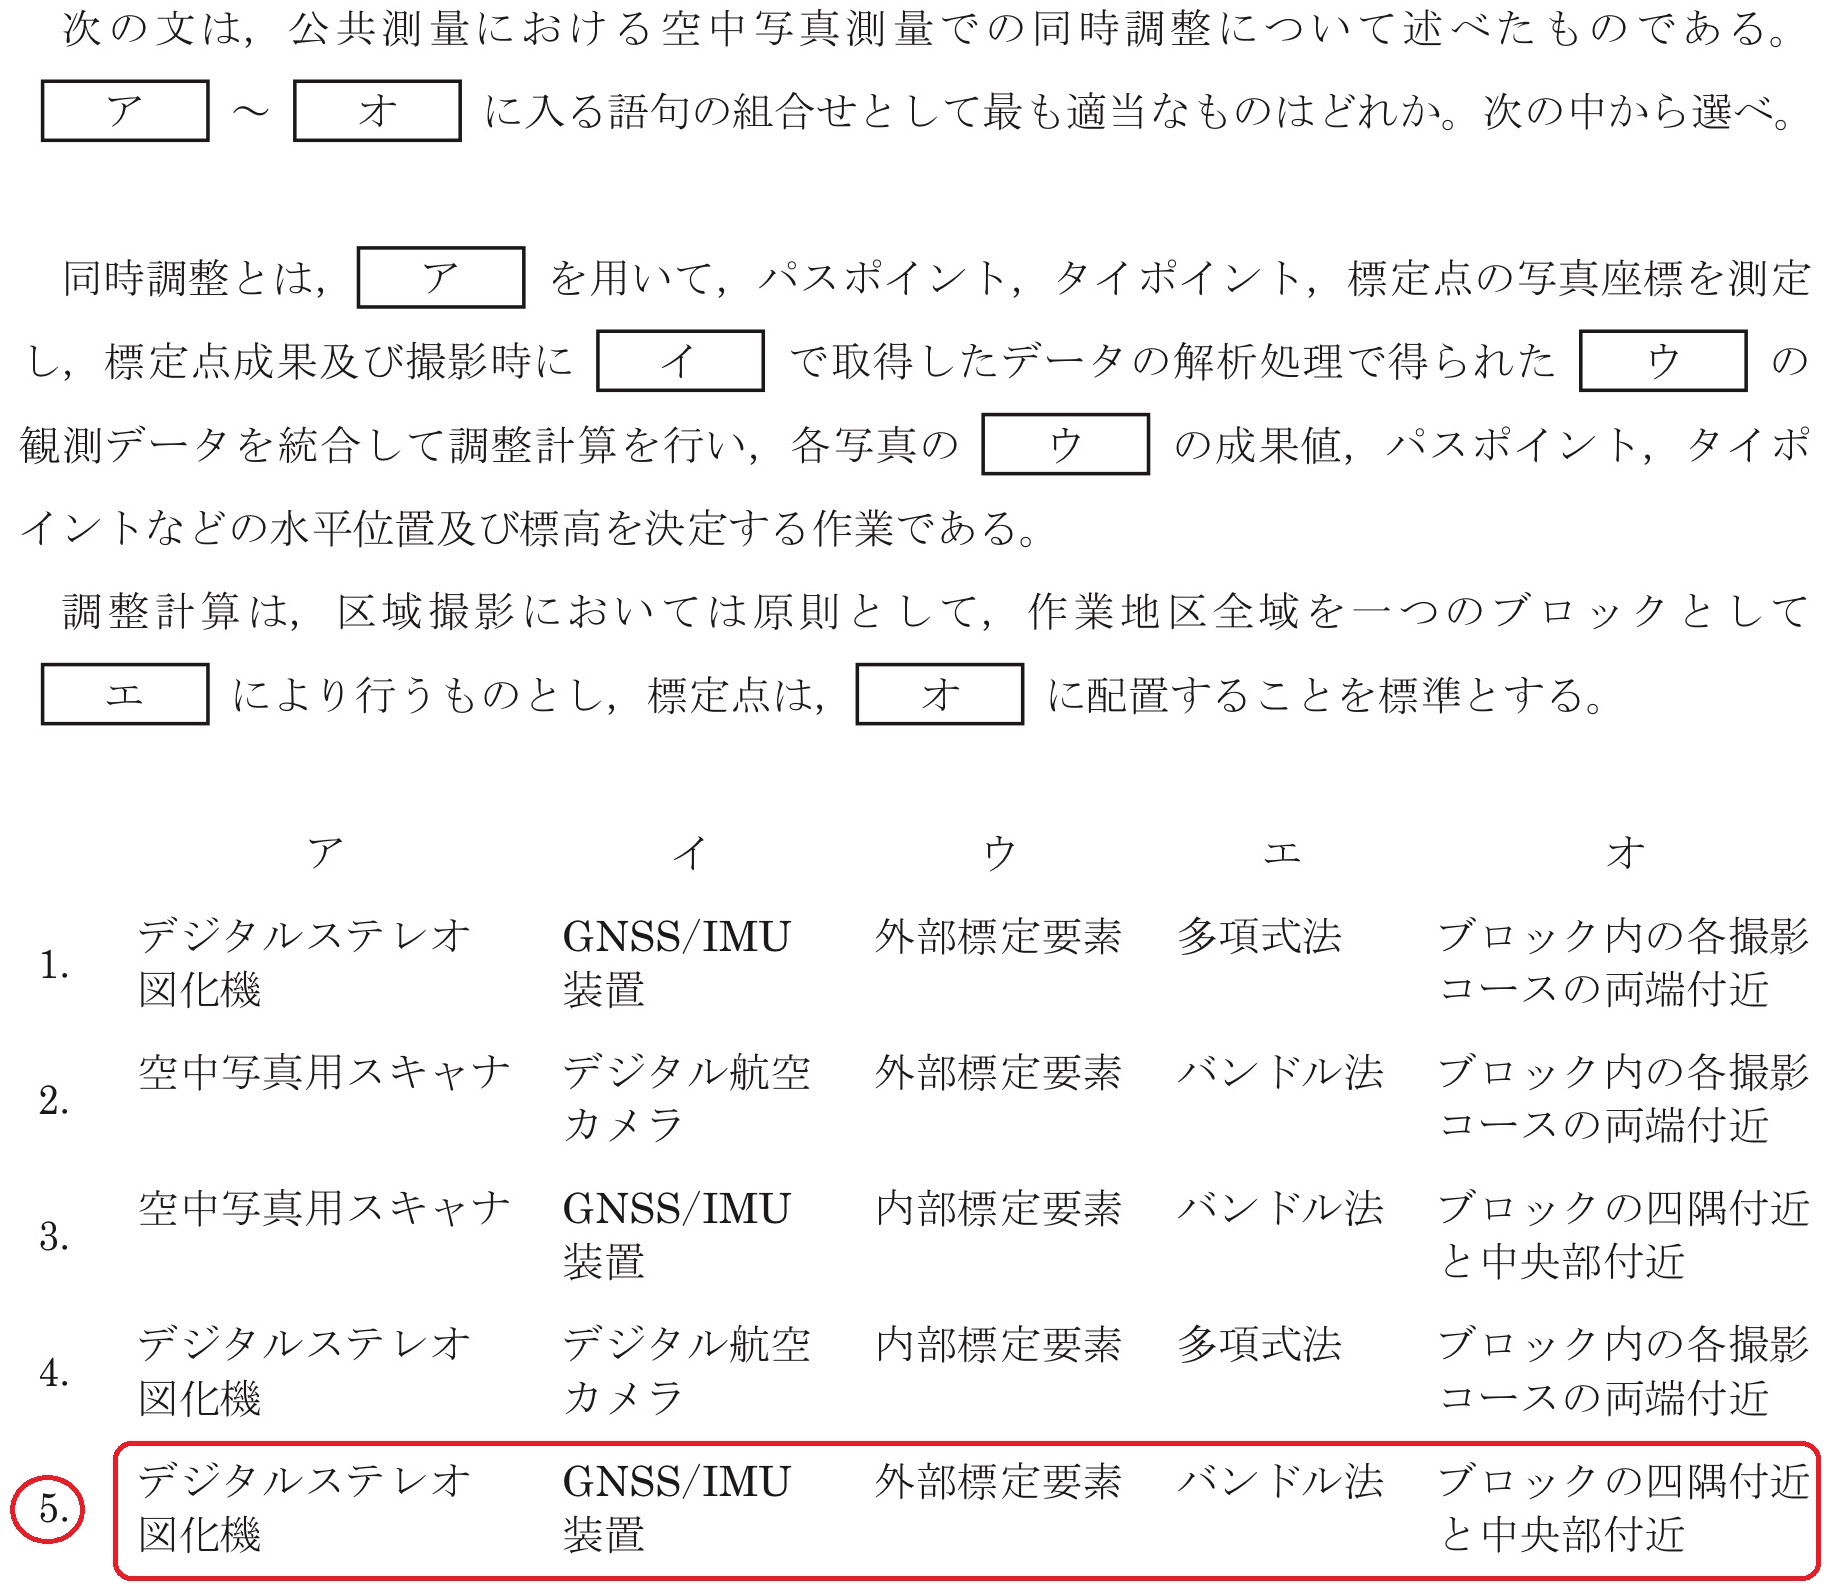 次の文は，公共測量における空中写真測量での同時調整について述べたものである。
ア ～ オ に入る語句の組合せとして最も適当なものはどれか。次の中から選べ。
同時調整とは， ア を用いて，パスポイント，タイポイント，標定点の写真座標を測定
し，標定点成果及び撮影時に イ で取得したデータの解析処理で得られた ウ の
観測データを統合して調整計算を行い，各写真の ウ の成果値，パスポイント，タイポ
イントなどの水平位置及び標高を決定する作業である。
調整計算は，区域撮影においては原則として，作業地区全域を一つのブロックとして
エ により行うものとし，標定点は， オ に配置することを標準とする。
ア イ ウ エ オ
1. デジタルステレオ GNSS/IMU 外部標定要素 多項式法 ブロック内の各撮影
図化機 装置 コースの両端付近
2. 空中写真用スキャナ デジタル航空 外部標定要素 バンドル法 ブロック内の各撮影
カメラ コースの両端付近
3. 空中写真用スキャナ GNSS/IMU 内部標定要素 バンドル法 ブロックの四隅付近
装置 と中央部付近
4. デジタルステレオ デジタル航空 内部標定要素 多項式法 ブロック内の各撮影
図化機 カメラ コースの両端付近
5. デジタルステレオ GNSS/IMU 外部標定要素 バンドル法 ブロックの四隅付近
図化機 装置 と中央部付近